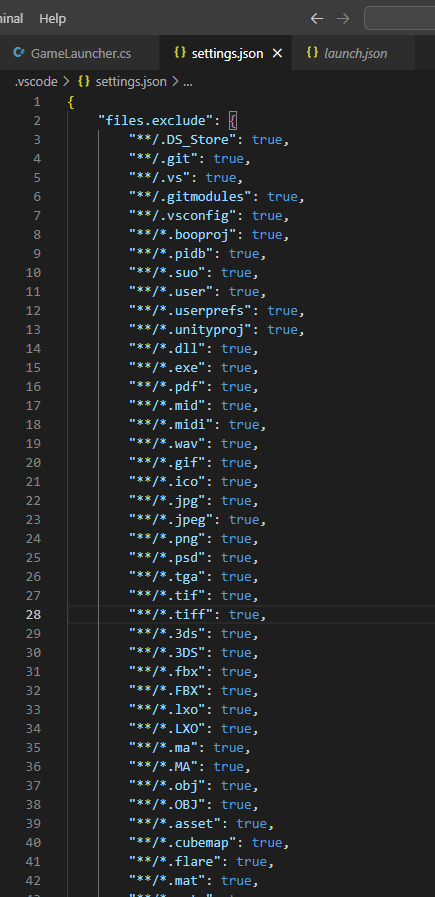 minal Help
GameLauncher.cs settings.json launch.json
.vscode > settings.json > ...
1 {
2 "files.exclude": {
3 "**/.DS_Store": true,
4 "**/.git": true,
5 "**/.vs": true,
6 "**/.gitmodules": true,
7 "**/.vsconfig": true,
8 "**/*.booproj": true,
9 "**/*.pidb": true,
10 "**/*.suo": true,
11 "**/*.user": true,
12 "**/*.userprefs": true,
13 "**/*.unityproj": true,
14 "**/*.dll": true,
15 "**/*.exe": true,
16 "**/*.pdf": true,
17 "**/*.mid": true,
18 "**/*.midi": true,
19 "**/*.wav": true,
20 "**/*.gif": true,
21 "**/*.ico": true,
22 "**/*.jpg": true,
23 "**/*.jpeg": true,
24 "**/*.png": true,
25 "**/*.psd": true,
26 "**/*.tga": true,
27 "**/*.tif": true,
28 "**/*.tiff": true,
29 "**/*.3ds": true,
30 "**/*.3DS": true,
31 "**/*.fbx": true,
32 "**/*.FBX": true,
33 "**/*.lxo": true,
34 "**/*.LXO": true,
35 "**/*.ma": true,
36 "**/*.MA": true,
37 "**/*.obj": true,
38 "**/*.OBJ": true,
39 "**/*.asset": true,
40 "**/*.cubemap": true,
41 "**/*.flare": true,
42 "**/*.mat": true,